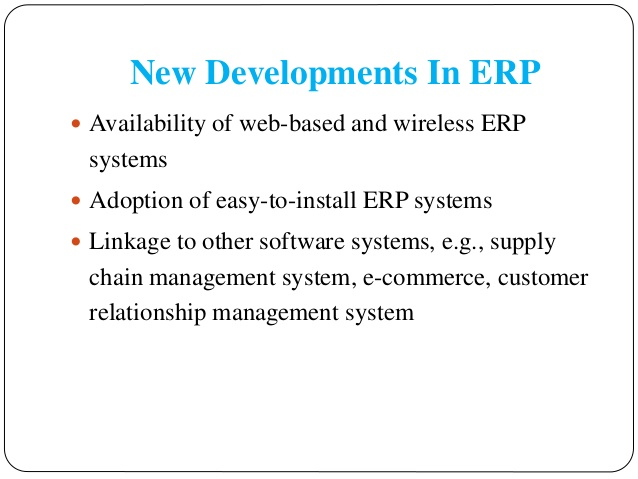 New Developments In ERP
• Availability of web-based and wireless ERP
systems
• Adoption of easy-to-install ERP systems
• Linkage to other software systems, e.g., supply
chain management system, e-commerce, customer
relationship management system